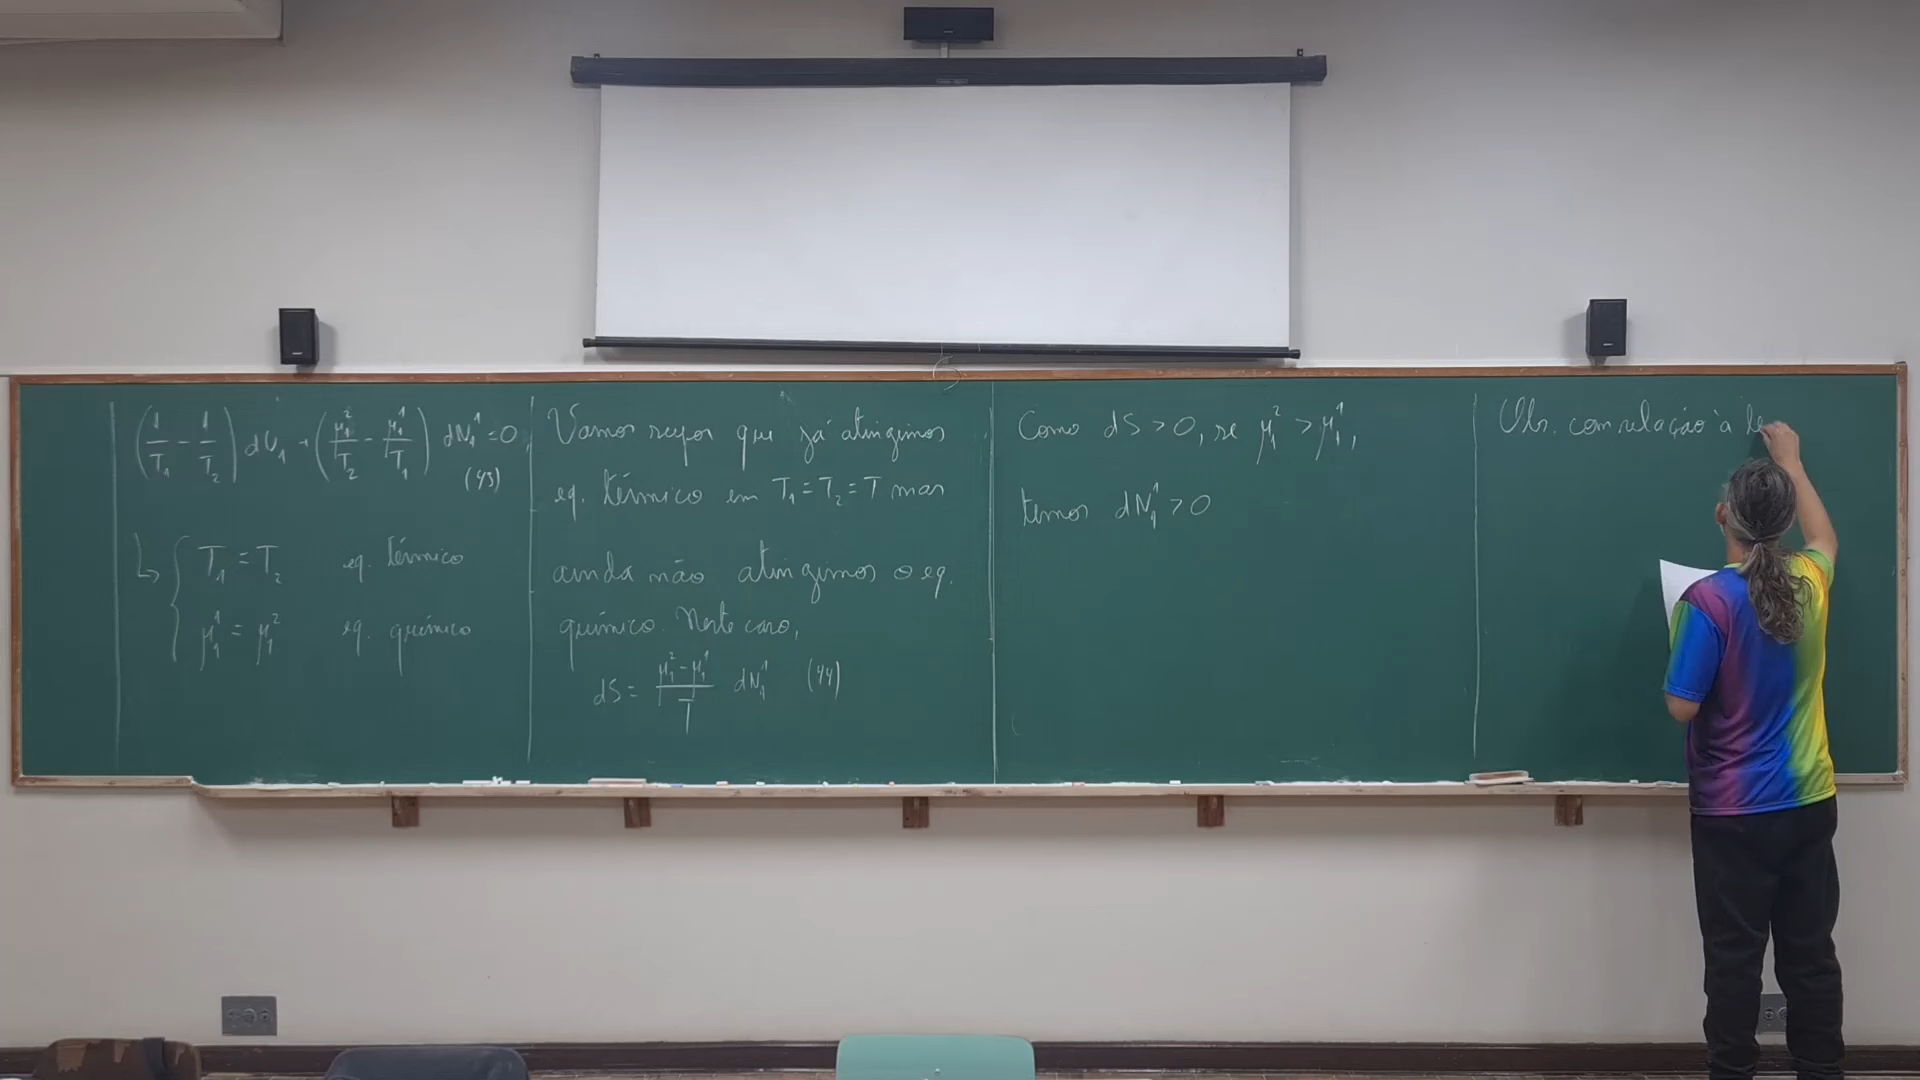 (1/T₁ − 1/T₂) dU₁ + (μ₁²/T₂ − μ₁¹/T₁) dN₁¹ = 0,
(43)
↳ { T₁ = T₂ eq. térmico
μ₁¹ = μ₁² eq. químico
Vamos supor que já atingimos
eq. térmico em T₁ = T₂ = T mas
ainda não atingimos o eq.
químico. Neste caso,
dS = (μ₁² − μ₁¹)/T dN₁¹ (44)
Como dS > 0, se μ₁² > μ₁¹,
temos dN₁¹ > 0
Obs. com relação à